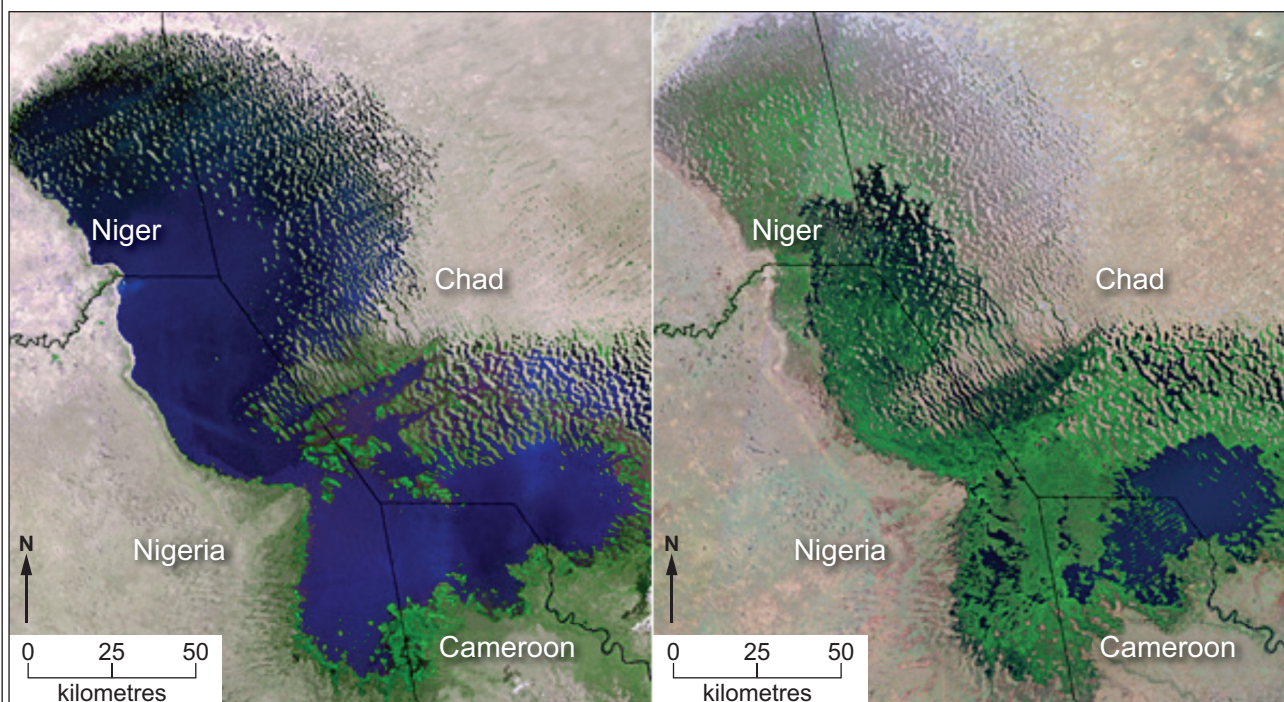 Niger
Chad
Nigeria
Cameroon
N
0 25 50
kilometres
Niger
Chad
Nigeria
Cameroon
N
0 25 50
kilometres